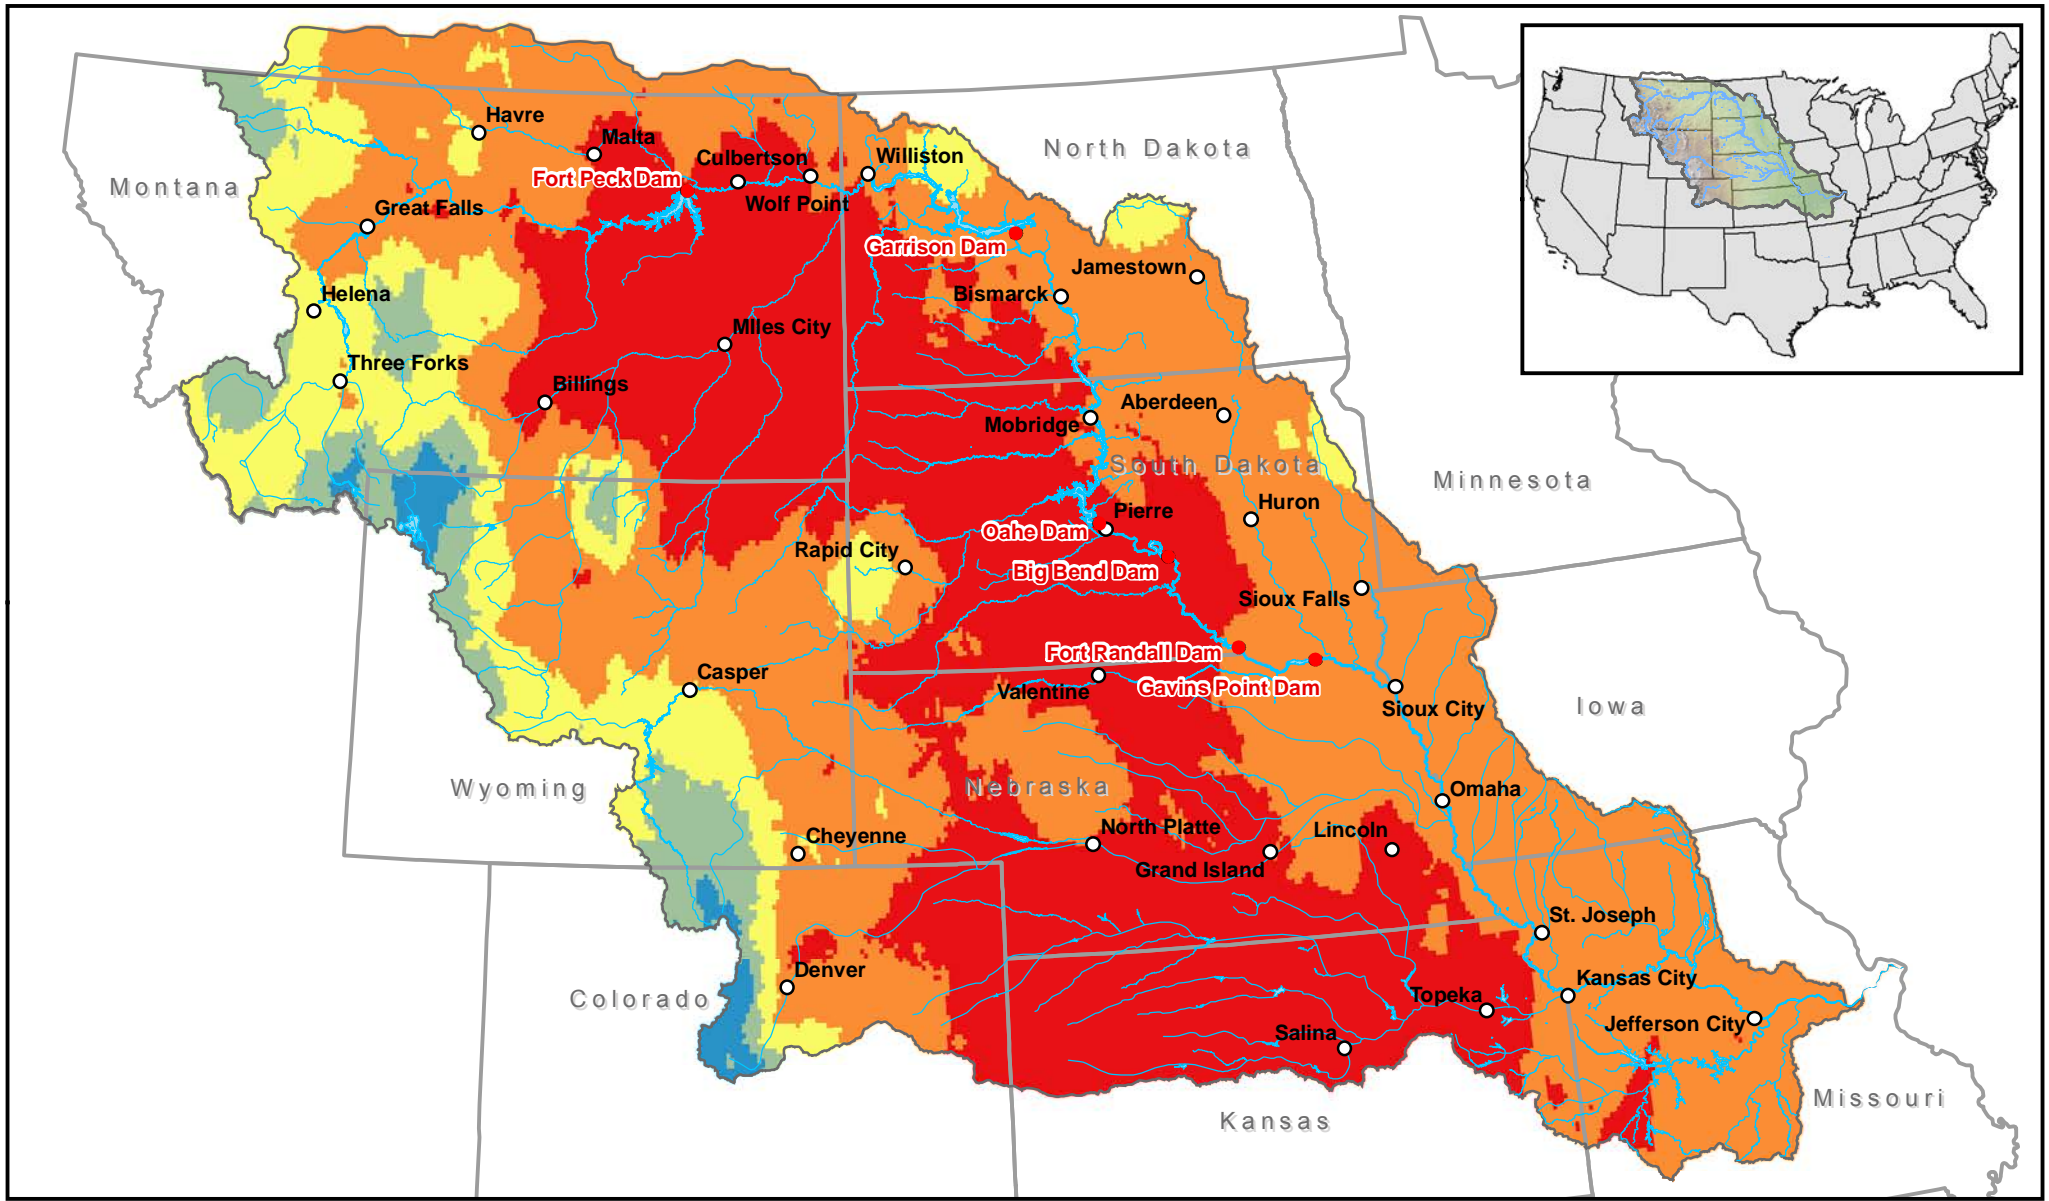 Havre
Malta
North Dakota
Culbertson
Williston
Fort Peck Dam
Montana
Wolf Point
Great Falls
Garrison Dam
Jamestown
Helena
Bismarck
MIles City
Three Forks
Billings
Aberdeen
Mobridge
South Dakota
Minnesota
Huron
Pierre
Oahe Dam
Rapid City
Big Bend Dam
Sioux Falls
Fort Randall Dam
Casper
Valentine
Gavins Point Dam
Sioux City
Iowa
Wyoming
Nebraska
Omaha
North Platte
Lincoln
Cheyenne
Grand Island
St. Joseph
Denver
Kansas City
Colorado
Topeka
Jefferson City
Salina
Missouri
Kansas